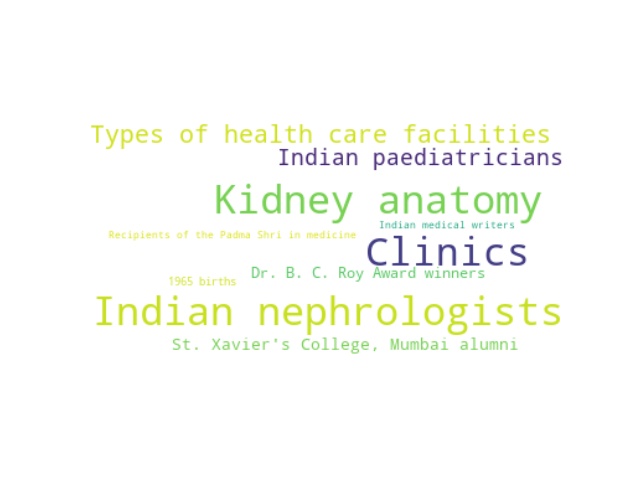 Types of health care facilities
Indian paediatricians
Kidney anatomy
Indian medical writers
Recipients of the Padma Shri in medicine
Clinics
Dr. B. C. Roy Award winners
1965 births
Indian nephrologists
St. Xavier's College, Mumbai alumni